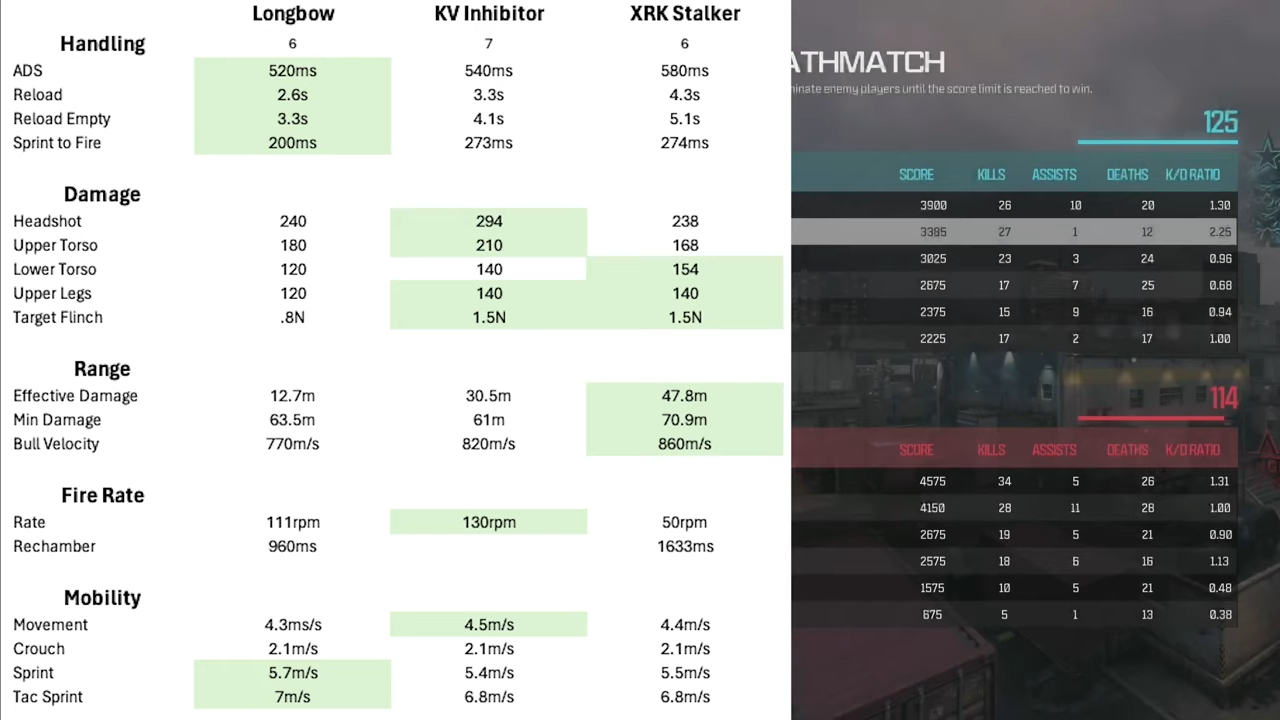 Longbow KV Inhibitor XRK Stalker
Handling 6 7 6
ADS 520ms 540ms 580ms
Reload 2.6s 3.3s 4.3s
Reload Empty 3.3s 4.1s 5.1s
Sprint to Fire 200ms 273ms 274ms
Damage
Headshot 240 294 238
Upper Torso 180 210 168
Lower Torso 120 140 154
Upper Legs 120 140 140
Target Flinch .8N 1.5N 1.5N
Range
Effective Damage 12.7m 30.5m 47.8m
Min Damage 63.5m 61m 70.9m
Bull Velocity 770m/s 820m/s 860m/s
Fire Rate
Rate 111rpm 130rpm 50rpm
Rechamber 960ms 1633ms
Mobility
Movement 4.3ms/s 4.5m/s 4.4m/s
Crouch 2.1m/s 2.1m/s 2.1m/s
Sprint 5.7m/s 5.4m/s 5.5m/s
Tac Sprint 7m/s 6.8m/s 6.8m/s
ATHMATCH
minate enemy players until the score limit is reached to win.
125
SCORE KILLS ASSISTS DEATHS K/D RATIO
3900 26 10 20 1.30
3385 27 1 12 2.25
3025 23 3 24 0.96
2675 17 7 25 0.68
2375 15 9 16 0.94
2225 17 2 17 1.00
114
SCORE KILLS ASSISTS DEATHS K/D RATIO
4575 34 5 26 1.31
4150 28 11 28 1.00
2675 19 5 21 0.90
2575 18 6 16 1.13
1575 10 5 21 0.48
675 5 1 13 0.38